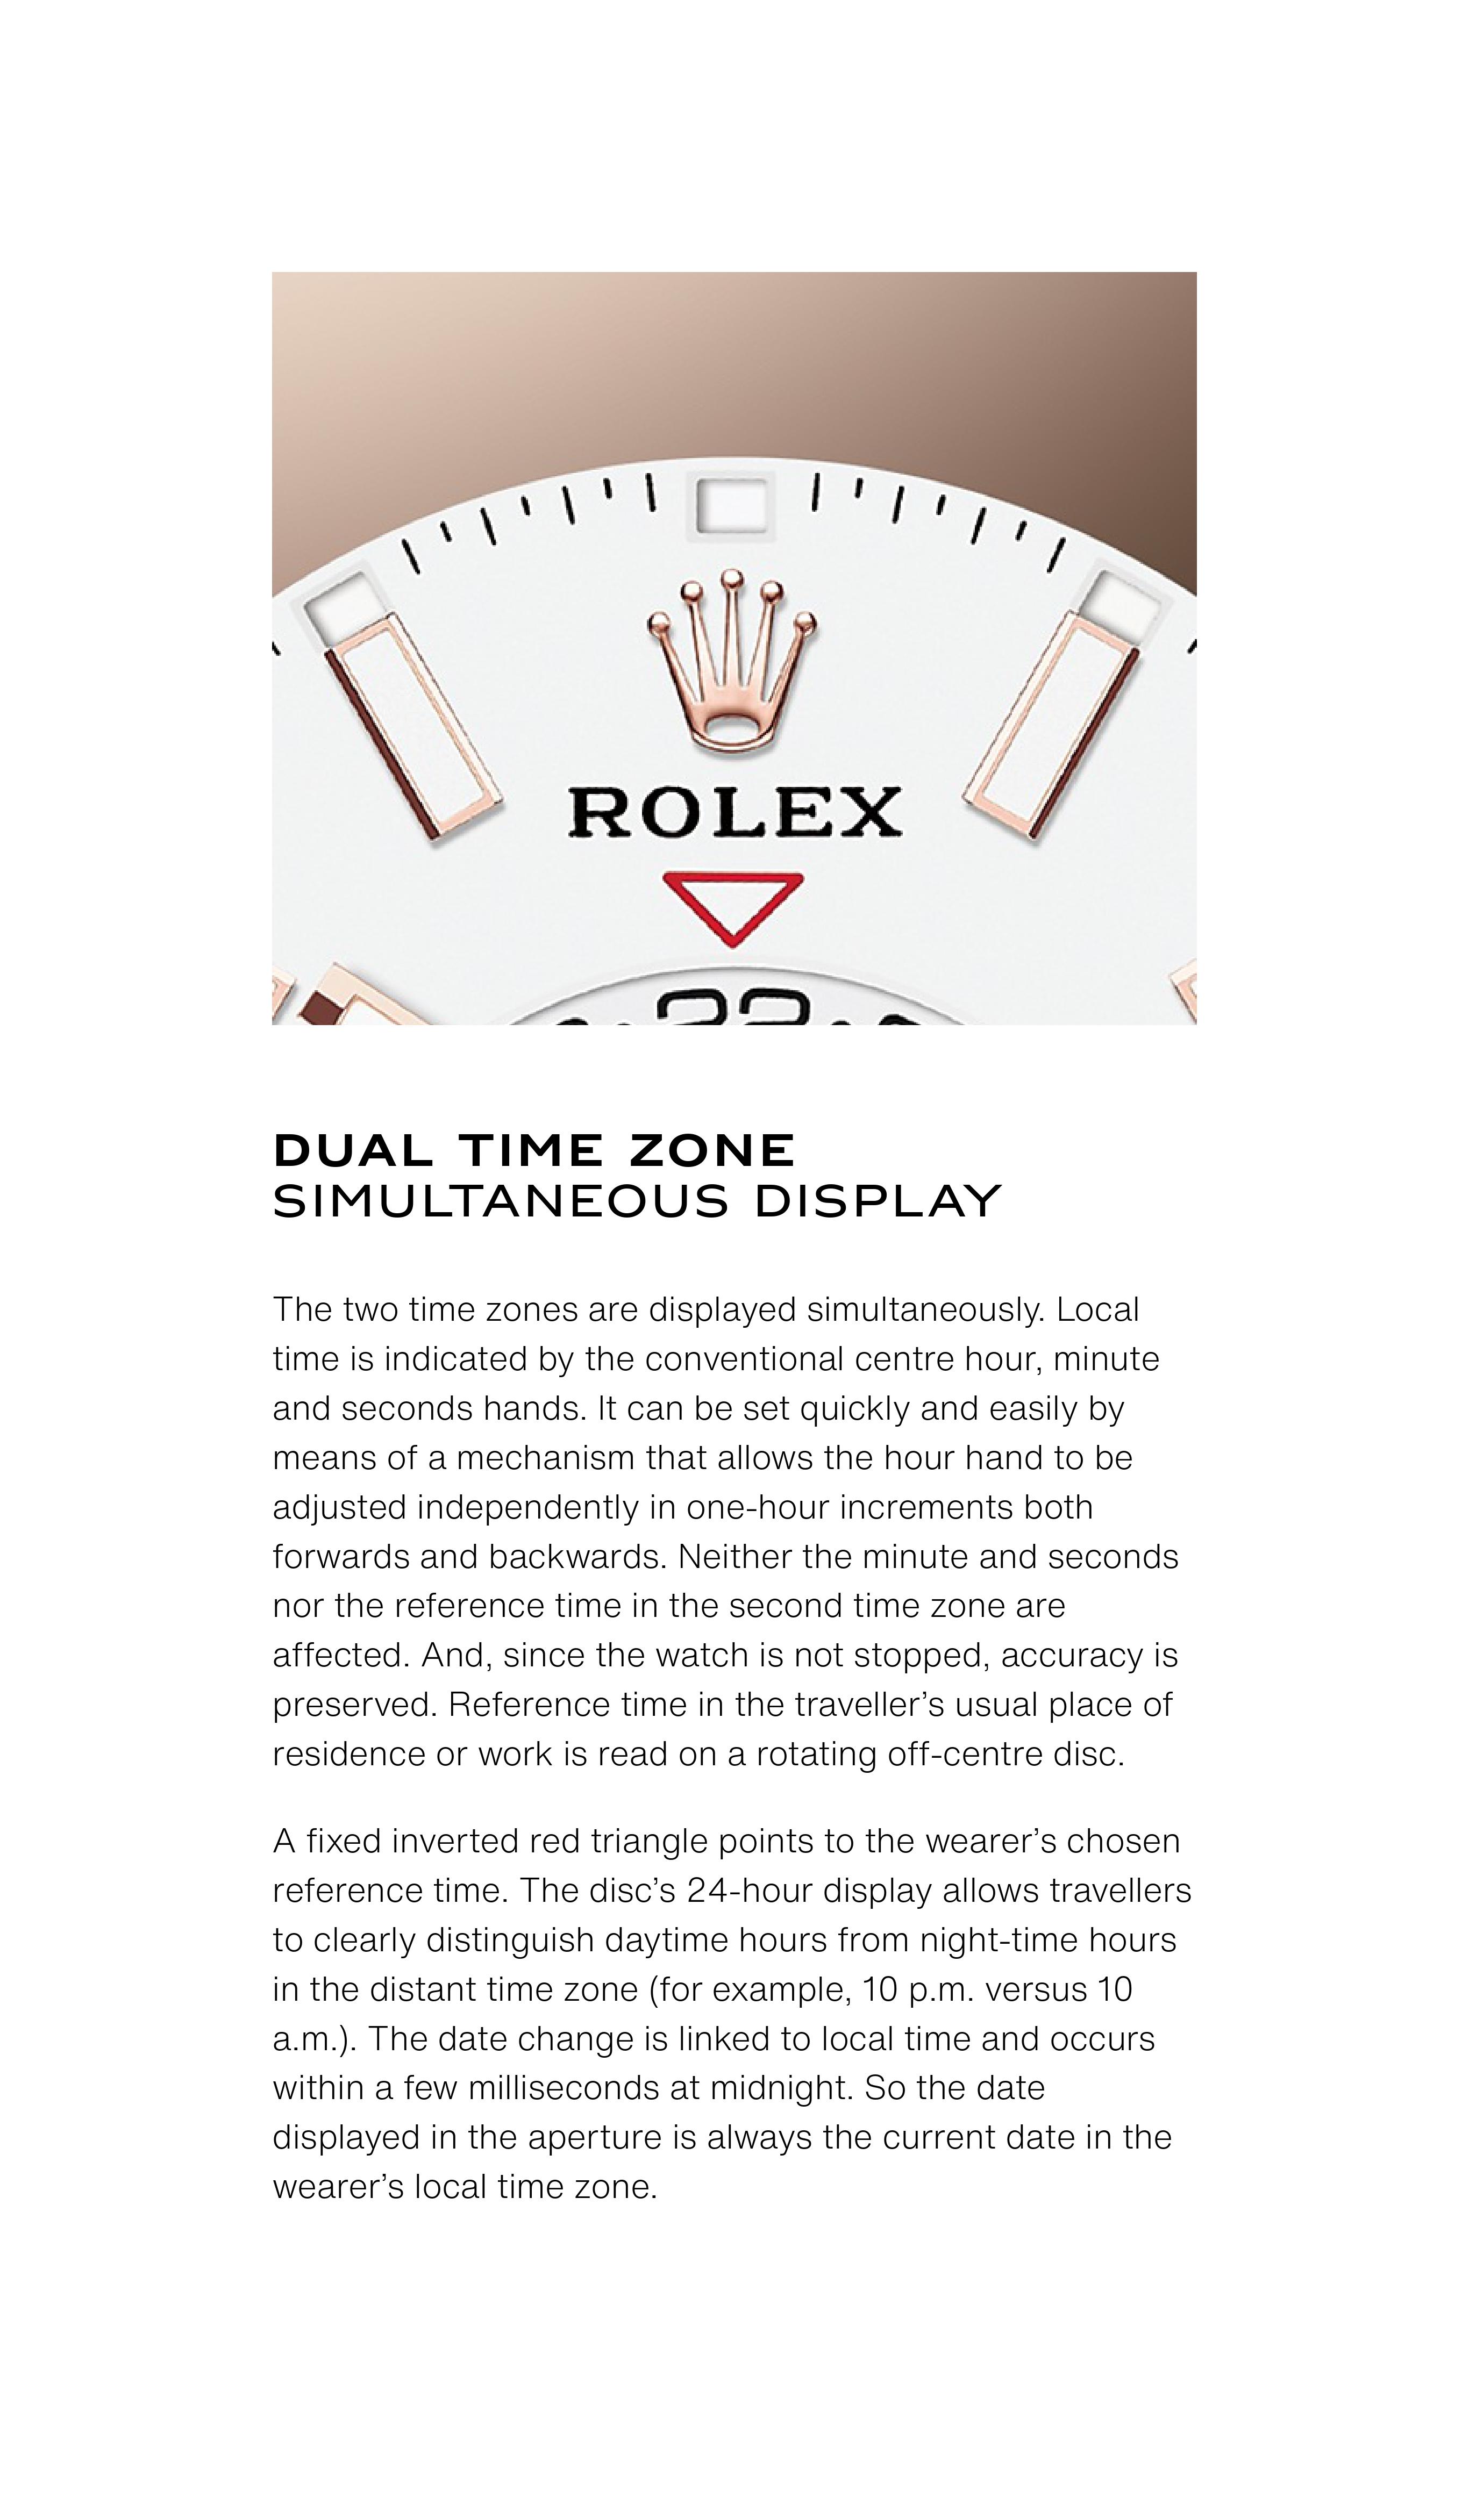 ROLEX
22
DUAL TIME ZONE
SIMULTANEOUS DISPLAY
The two time zones are displayed simultaneously. Local
time is indicated by the conventional centre hour, minute
and seconds hands. It can be set quickly and easily by
means of a mechanism that allows the hour hand to be
adjusted independently in one-hour increments both
forwards and backwards. Neither the minute and seconds
nor the reference time in the second time zone are
affected. And, since the watch is not stopped, accuracy is
preserved. Reference time in the traveller’s usual place of
residence or work is read on a rotating off-centre disc.
A fixed inverted red triangle points to the wearer’s chosen
reference time. The disc’s 24-hour display allows travellers
to clearly distinguish daytime hours from night-time hours
in the distant time zone (for example, 10 p.m. versus 10
a.m.). The date change is linked to local time and occurs
within a few milliseconds at midnight. So the date
displayed in the aperture is always the current date in the
wearer’s local time zone.